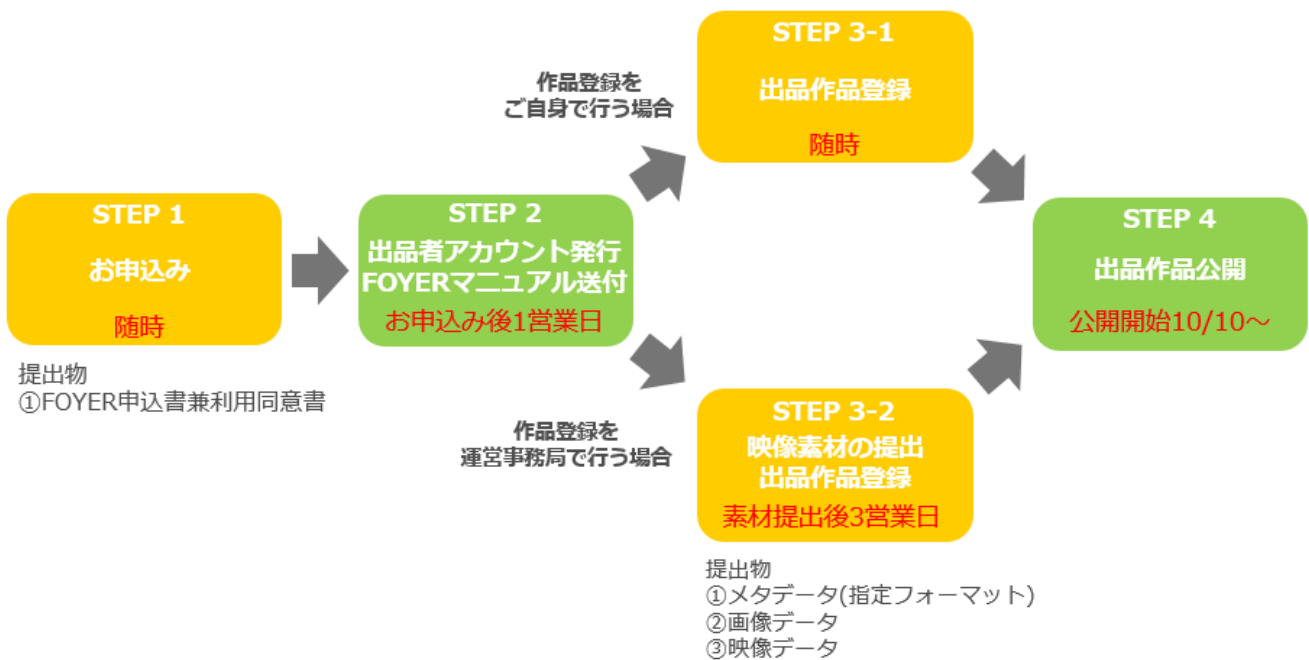 STEP 1
お申込み
随時
提出物
①FOYER申込書兼利用同意書
STEP 2
出品者アカウント発行
FOYERマニュアル送付
お申込み後1営業日
作品登録を
ご自身で行う場合
STEP 3-1
出品作品登録
随時
作品登録を
運営事務局で行う場合
STEP 3-2
映像素材の提出
出品作品登録
素材提出後3営業日
提出物
①メタデータ(指定フォーマット)
②画像データ
③映像データ
STEP 4
出品作品公開
公開開始10/10～